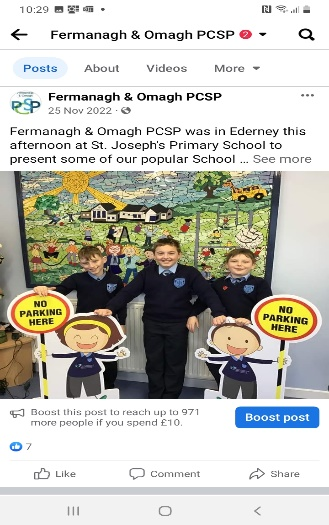 10:29
Fermanagh & Omagh PCSP 2
Posts About Videos More
PCSP
Fermanagh & Omagh PCSP
25 Nov 2022
Fermanagh & Omagh PCSP was in Ederney this
afternoon at St. Joseph's Primary School to
present some of our popular School ... See more
NO
PARKING
HERE
NO
PARKING
HERE
Boost this post to reach up to 971
more people if you spend £10.
Boost post
7
Like Comment Share